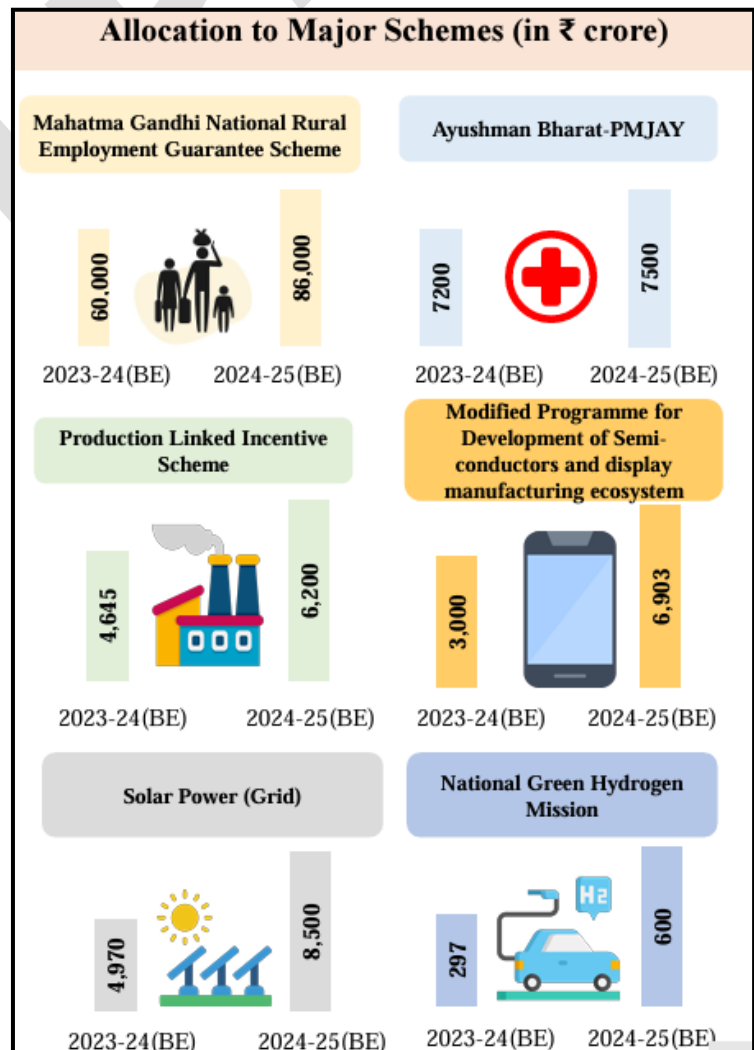 Allocation to Major Schemes (in ₹ crore)
Mahatma Gandhi National Rural
Employment Guarantee Scheme
60,000
86,000
2023-24(BE)
2024-25(BE)
Ayushman Bharat-PMJAY
7200
7500
2023-24(BE)
2024-25(BE)
Production Linked Incentive
Scheme
4,645
6,200
2023-24(BE)
2024-25(BE)
Modified Programme for
Development of Semi-
conductors and display
manufacturing ecosystem
3,000
6,903
2023-24(BE)
2024-25(BE)
Solar Power (Grid)
4,970
8,500
2023-24(BE)
2024-25(BE)
National Green Hydrogen
Mission
297
H2
600
2023-24(BE)
2024-25(BE)